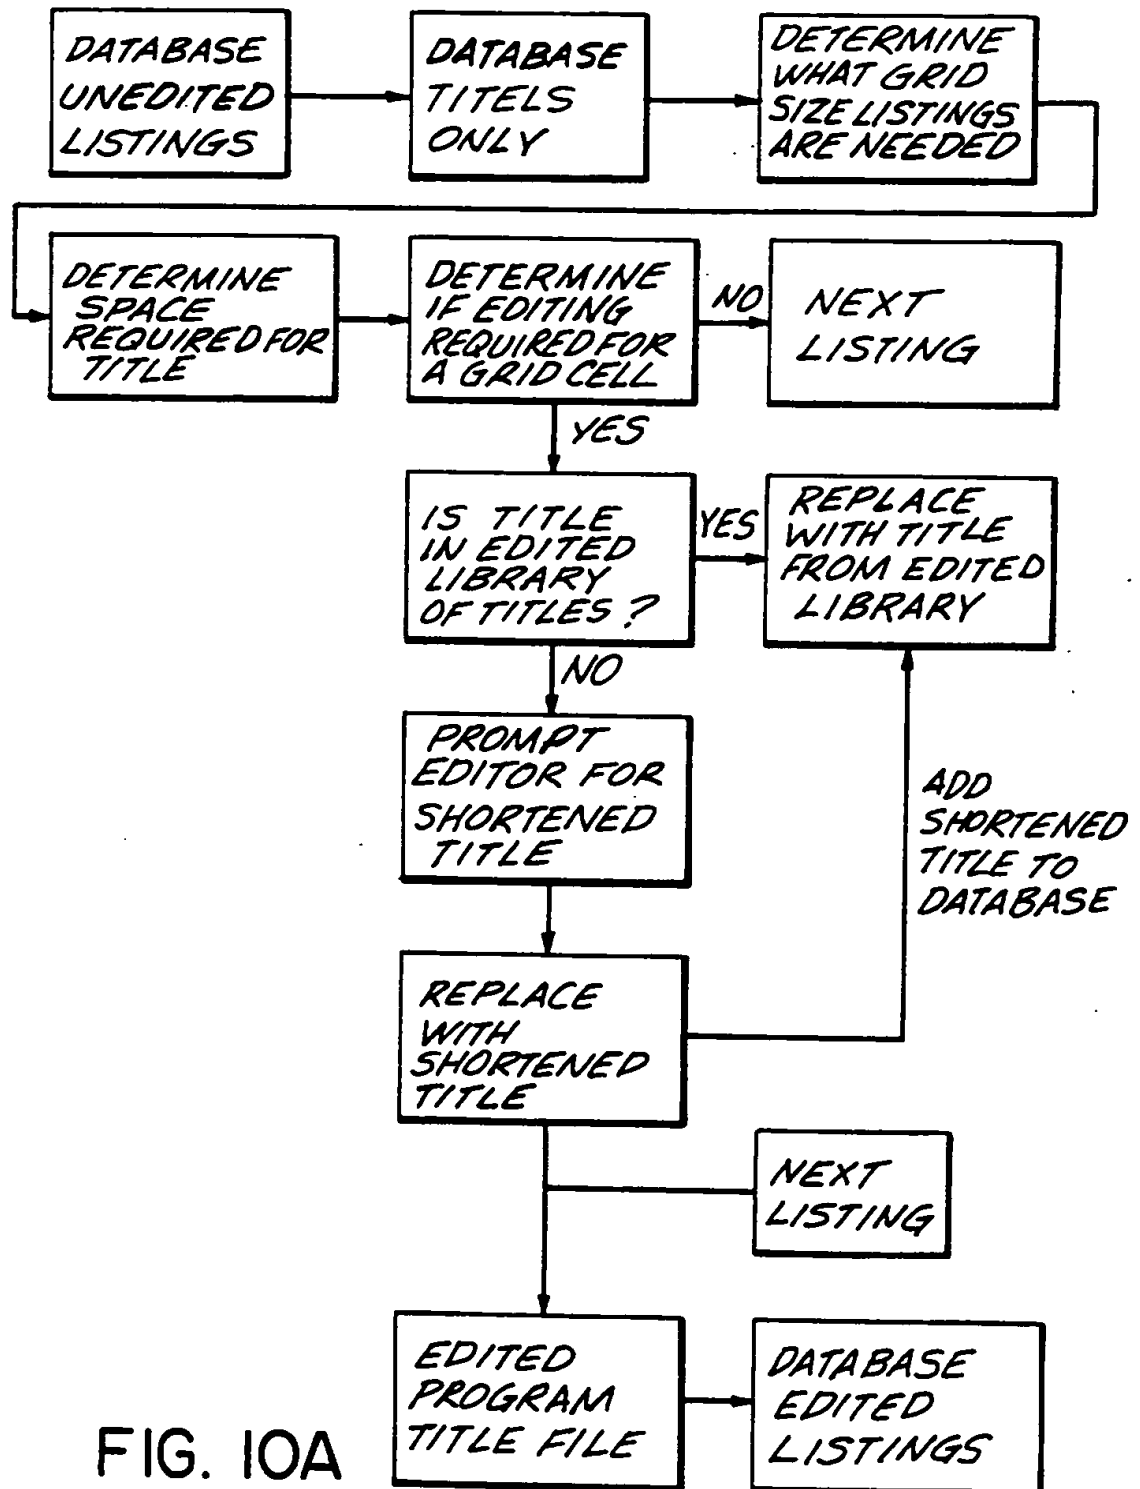 DATABASE
UNEDITED
LISTINGS
DATABASE
TITELS
ONLY
DETERMINE
WHAT GRID
SIZE LISTINGS
ARE NEEDED
DETERMINE
SPACE
REQUIRED FOR
TITLE
DETERMINE
IF EDITING
REQUIRED FOR
A GRID CELL
NO
NEXT
LISTING
YES
IS TITLE
IN EDITED
LIBRARY
OF TITLES?
YES
REPLACE
WITH TITLE
FROM EDITED
LIBRARY
NO
PROMPT
EDITOR FOR
SHORTENED
TITLE
ADD
SHORTENED
TITLE TO
DATABASE
REPLACE
WITH
SHORTENED
TITLE
NEXT
LISTING
EDITED
PROGRAM
TITLE FILE
DATABASE
EDITED
LISTINGS
FIG. 10A